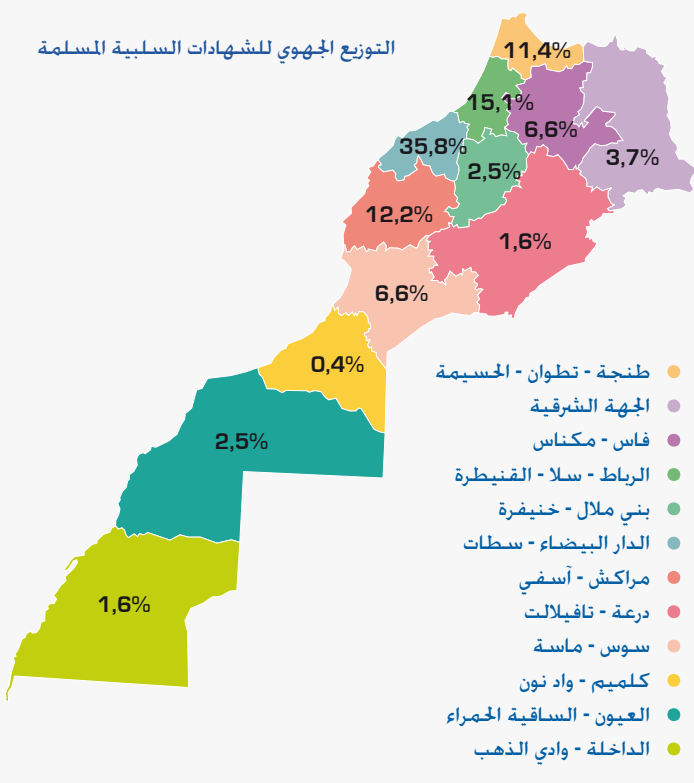 التوزيع الجهوي للشهادات السلبية المسلمة
11,4%
15,1%
6,6%
3,7%
35,8%
2,5%
12,2%
1,6%
6,6%
0,4%
2,5%
1,6%
طنجة - تطوان - الحسيمة
الجهة الشرقية
فاس - مكناس
الرباط - سلا - القنيطرة
بني ملال - خنيفرة
الدار البيضاء - سطات
مراكش - آسفي
درعة - تافيلالت
سوس - ماسة
كلميم - واد نون
العيون - الساقية الحمراء
الداخلة - وادي الذهب